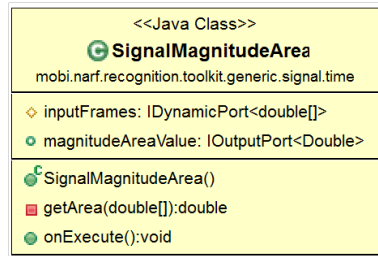 <<Java Class>>
C SignalMagnitudeArea
mobi.narf.recognition.toolkit.generic.signal.time
inputFrames: IDynamicPort<double[]>
magnitudeAreaValue: IOutputPort<Double>
C SignalMagnitudeArea()
getArea(double[]):double
onExecute():void